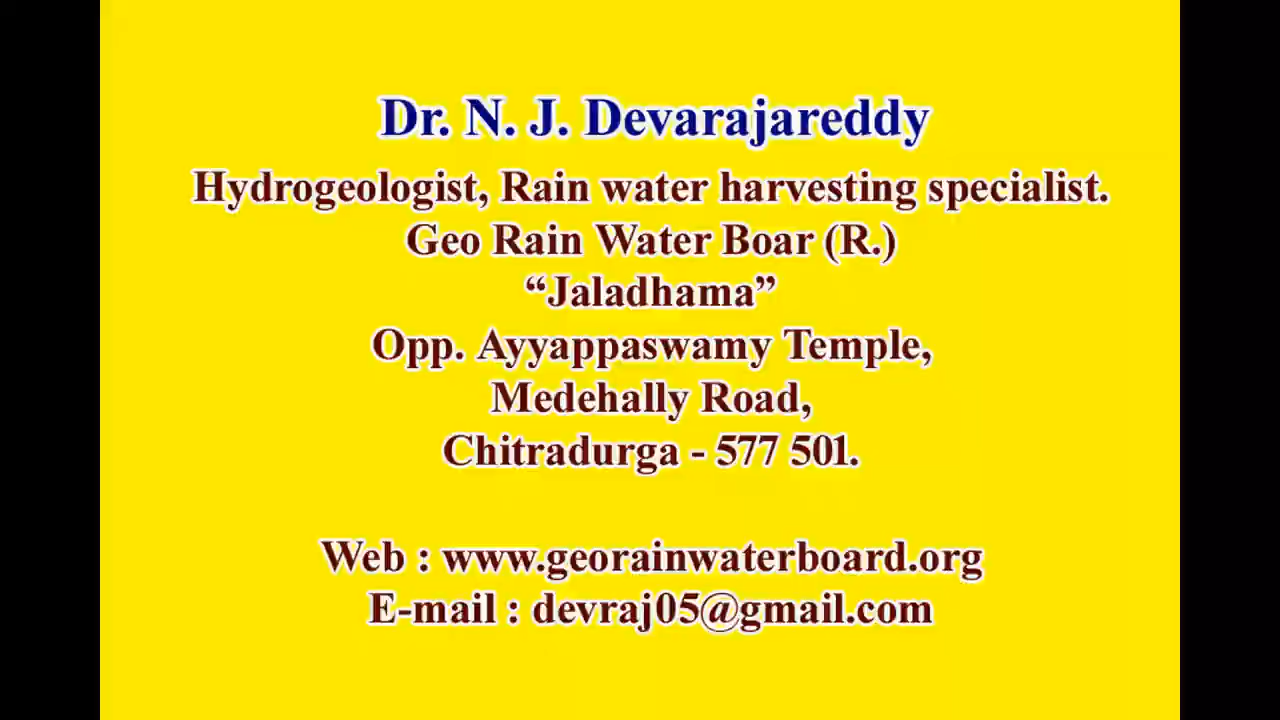 Dr. N. J. Devarajareddy
Hydrogeologist, Rain water harvesting specialist.
Geo Rain Water Boar (R.)
“Jaladhama”
Opp. Ayyappaswamy Temple,
Medehally Road,
Chitradurga - 577 501.
Web : www.georainwaterboard.org
E-mail : devraj05@gmail.com